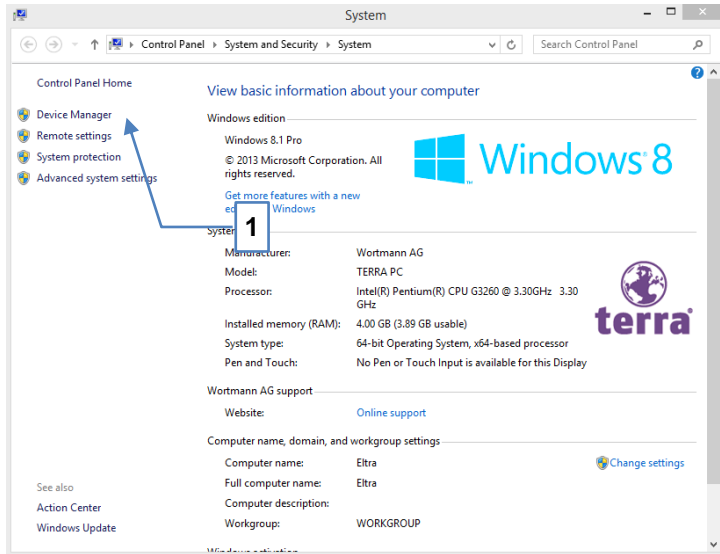 System
Control Panel System and Security System
Search Control Panel
Control Panel Home
Device Manager
Remote settings
System protection
Advanced system settings
See also
Action Center
Windows Update
View basic information about your computer
Windows edition
Windows 8.1 Pro
© 2013 Microsoft Corporation. All
rights reserved.
Get more features with a new
Windows
Windows 8
1
Manufacturer: Wortmann AG
Model: TERRA PC
Processor: Intel(R) Pentium(R) CPU G3260 @ 3.30GHz 3.30
GHz
Installed memory (RAM): 4.00 GB (3.89 GB usable)
System type: 64-bit Operating System, x64-based processor
Pen and Touch: No Pen or Touch Input is available for this Display
terra
Wortmann AG support
Website: Online support
Computer name, domain, and workgroup settings
Computer name: Eltra
Change settings
Full computer name: Eltra
Computer description:
Workgroup: WORKGROUP
Windows activation